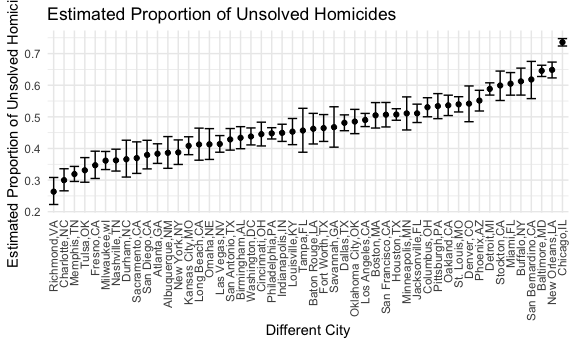 Estimated Proportion of Unsolved Homicides
Estimated Proportion of Unsolved Homici
0.7
0.6
0.5
0.4
0.3
0.2
Richmond,VA
Charlotte,NC
Memphis,TN
Tulsa,OK
Fresno,CA
Milwaukee,wI
Nashville,TN
Durham,NC
Sacramento,CA
San Diego,CA
Atlanta,GA
Albuquerque,NM
New York,NY
Kansas City,MO
Long Beach,CA
Omaha,NE
Las Vegas,NV
San Antonio,TX
Birmingham,AL
Washington,DC
Cincinnati,OH
Philadelphia,PA
Indianapolis,IN
Louisville,KY
Tampa,FL
Baton Rouge,LA
Fort Worth,TX
Savannah,GA
Dallas,TX
Oklahoma City,OK
Los Angeles,CA
Boston,MA
San Francisco,CA
Houston,TX
Minneapolis,MN
Jacksonville,FL
Columbus,OH
Pittsburgh,PA
Oakland,CA
St. Louis,MO
Denver,CO
Phoenix,AZ
Detroit,MI
Stockton,CA
Miami,FL
Buffalo,NY
San Bernardino,CA
Baltimore,MD
New Orleans,LA
Chicago,IL
Different City